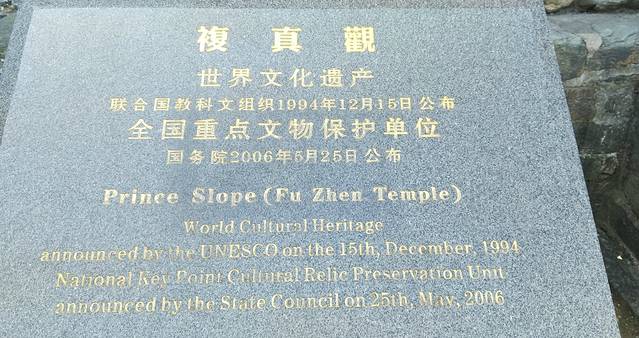 複真觀
世界文化遗产
联合国教科文组织1994年12月15日公布
全国重点文物保护单位
国务院2006年5月25日公布
Prince Slope (Fu Zhen Temple)
World Cultural Heritage
announced by the UNESCO on the 15th, December, 1994
National Key Point Cultural Relic Preservation Unit
announced by the State Council on 25th, May, 2006